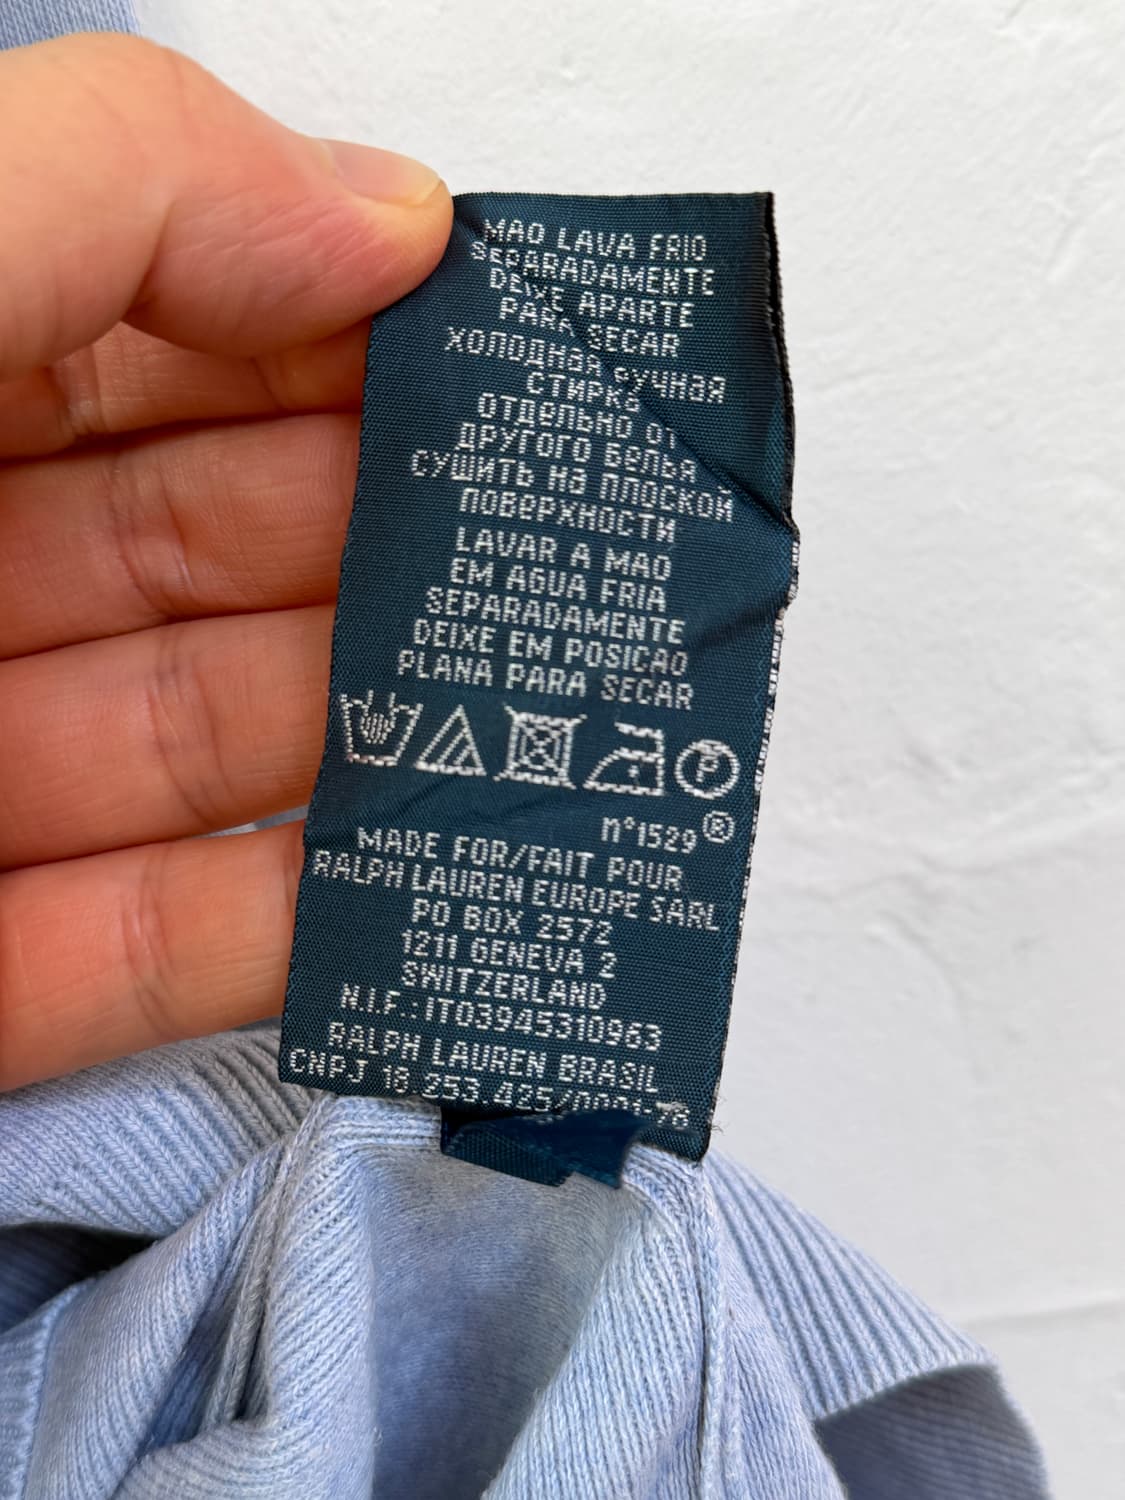 MAO LAVA FRIO
SEPARADAMENTE
DEIXE APARTE
PARA SECAR
ХОЛОДНАЯ РУЧНАЯ
СТИРКА
ОТДЕЛЬНО ОТ
ДРУГОГО БЕЛЬЯ
СУШИТЬ НА ПЛОСКОЙ
ПОВЕРХНОСТИ
LAVAR A MAO
EM AGUA FRIA
SEPARADAMENTE
DEIXE EM POSICAO
PLANA PARA SECAR
P
n°1529®
MADE FOR/FAIT POUR
RALPH LAUREN EUROPE SARL
PO BOX 2572
1211 GENEVA 2
SWITZERLAND
N.I.F.:IT03945310963
RALPH LAUREN BRASIL
CNPJ